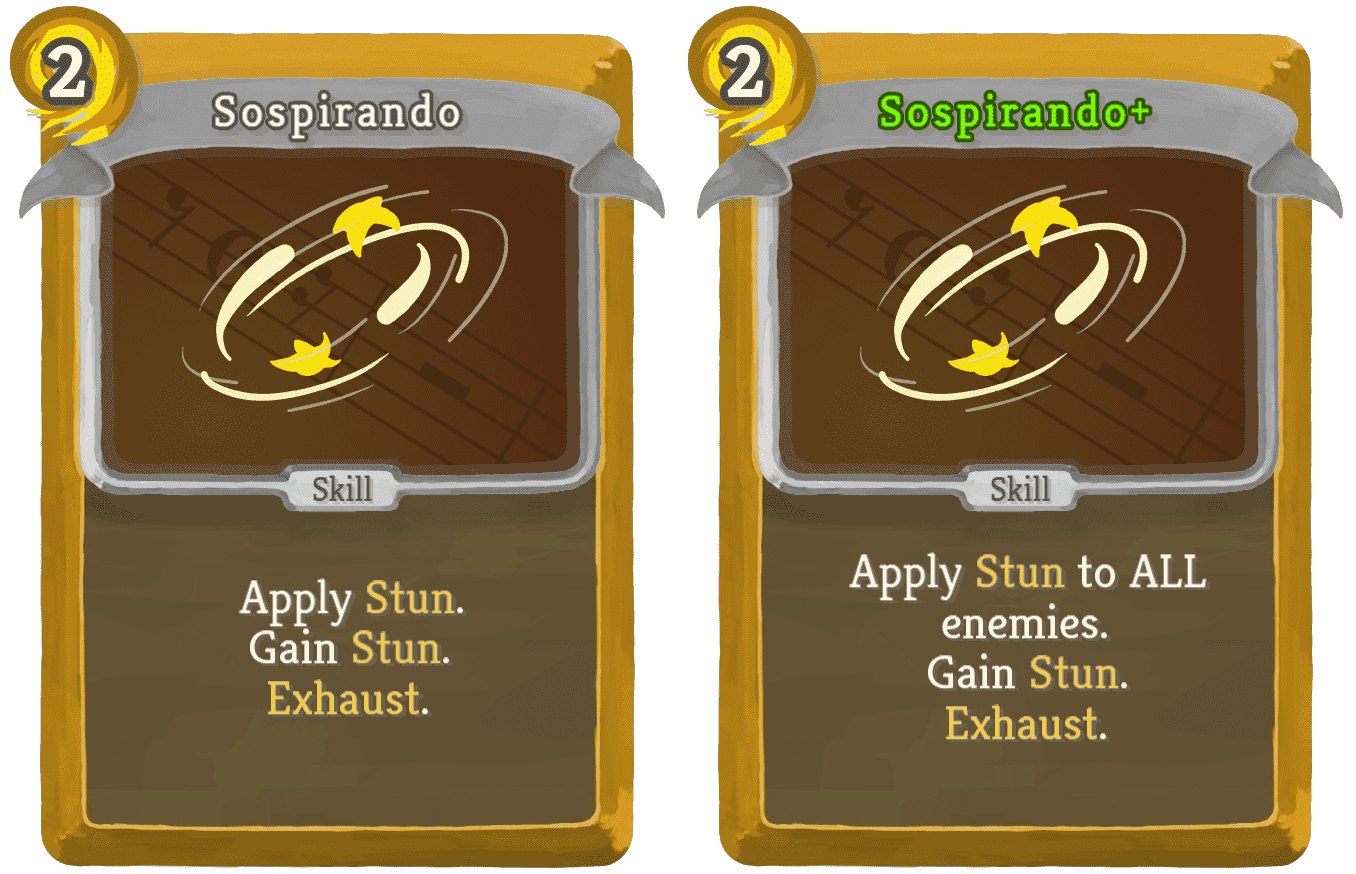 2
Sospirando
Skill
Apply Stun.
Gain Stun.
Exhaust.
2
Sospirando+
Skill
Apply Stun to ALL
enemies.
Gain Stun.
Exhaust.